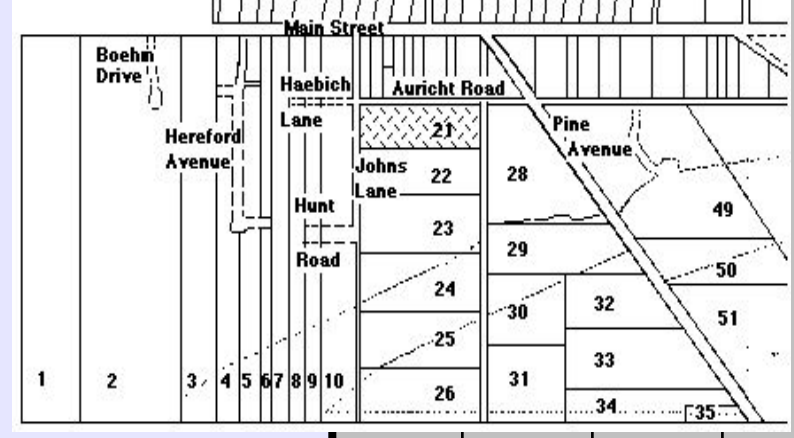 Main Street
Boehm
Drive
Haebich
Auricht Road
Lane
21
Pine
Hereford
Avenue
Avenue
Johns
22
28
Lane
Hunt
49
23
29
Road
50
24
30
32
51
25
33
1
2
3
4
5
6
7
8
9
10
31
26
34
35